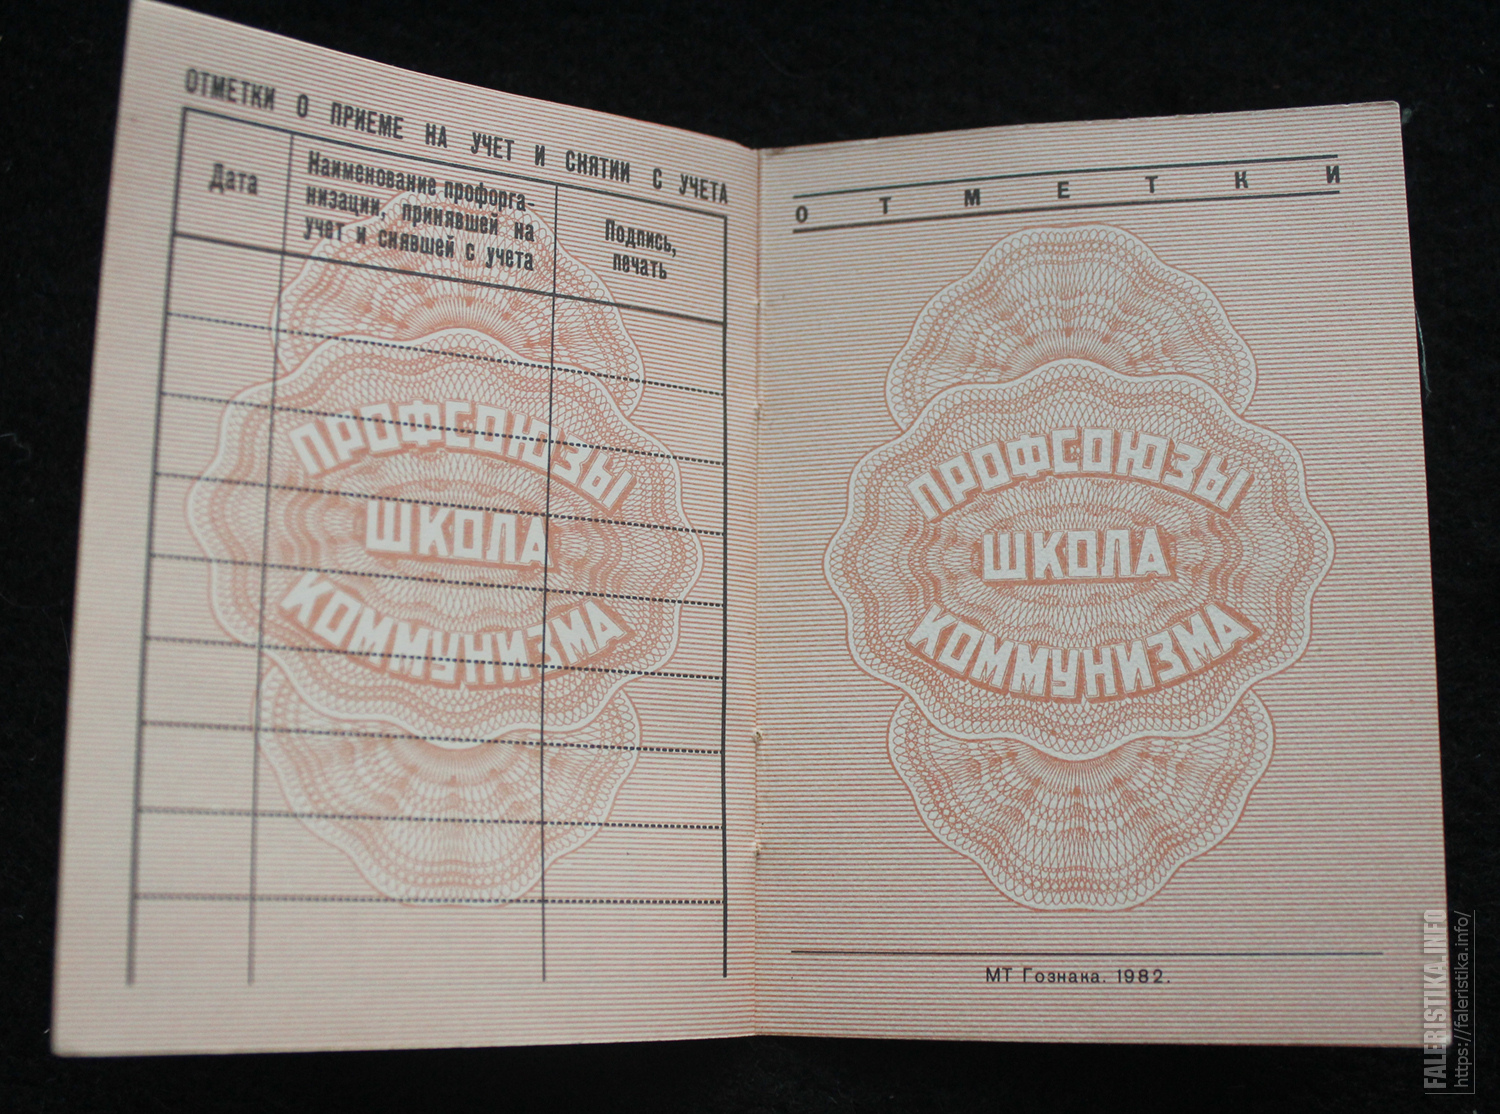 ОТМЕТКИ О ПРИЕМЕ НА УЧЕТ И СНЯТИИ С УЧЕТА
Дата
Наименование профорга-
низации, принявшей на
учет и снявшей с учета
Подпись,
печать
ПРОФСОЮЗЫ
ШКОЛА
КОММУНИЗМА
ОТМЕТКИ
ПРОФСОЮЗЫ
ШКОЛА
КОММУНИЗМА
МТ Гознака. 1982.
FALERISTIKA.INFO
https://faleristika.info/